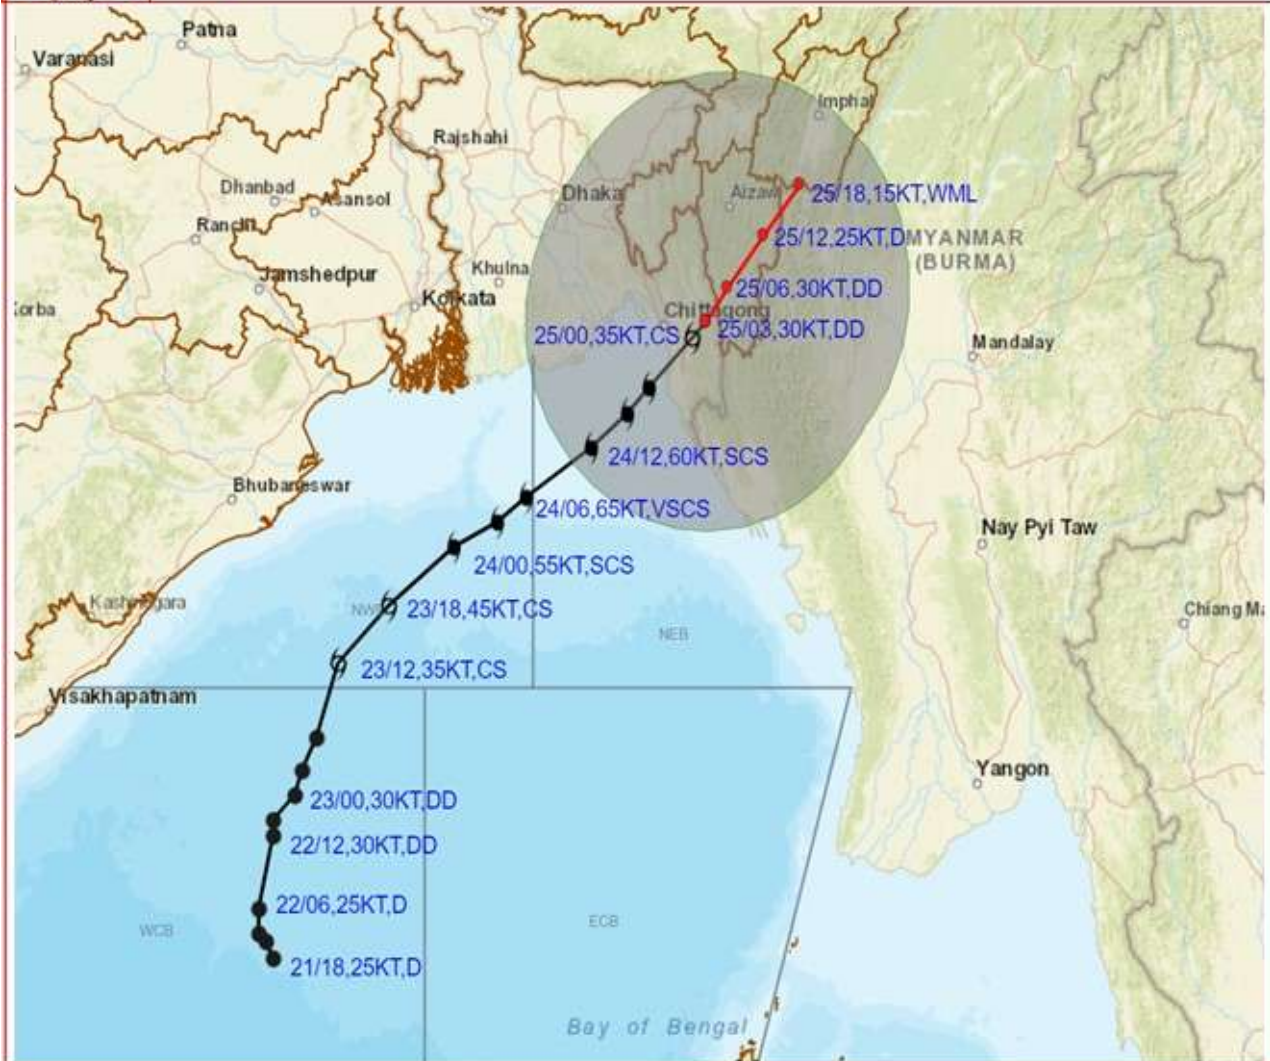 Patna
Varanasi
Imphal
Rajshahi
Dhanbad
Asansol
Dhaka
Aizawl
25/18,15KT,WML
Ranchi
25/12,25KT,D
MYANMAR
(BURMA)
Jamshedpur
Khulna
Kolkata
25/06,30KT,DD
Korba
Chittagong
25/00,35KT,CS
25/03,30KT,DD
Mandalay
24/12,60KT,SCS
Bhubaneswar
24/06,65KT,VSCS
Nay Pyi Taw
24/00,55KT,SCS
23/18,45KT,CS
Chiang Ma
NEB
23/12,35KT,CS
Visakhapatnam
Yangon
23/00,30KT,DD
22/12,30KT,DD
22/06,25KT,D
WCB
ECB
21/18,25KT,D
Bay of Bengal